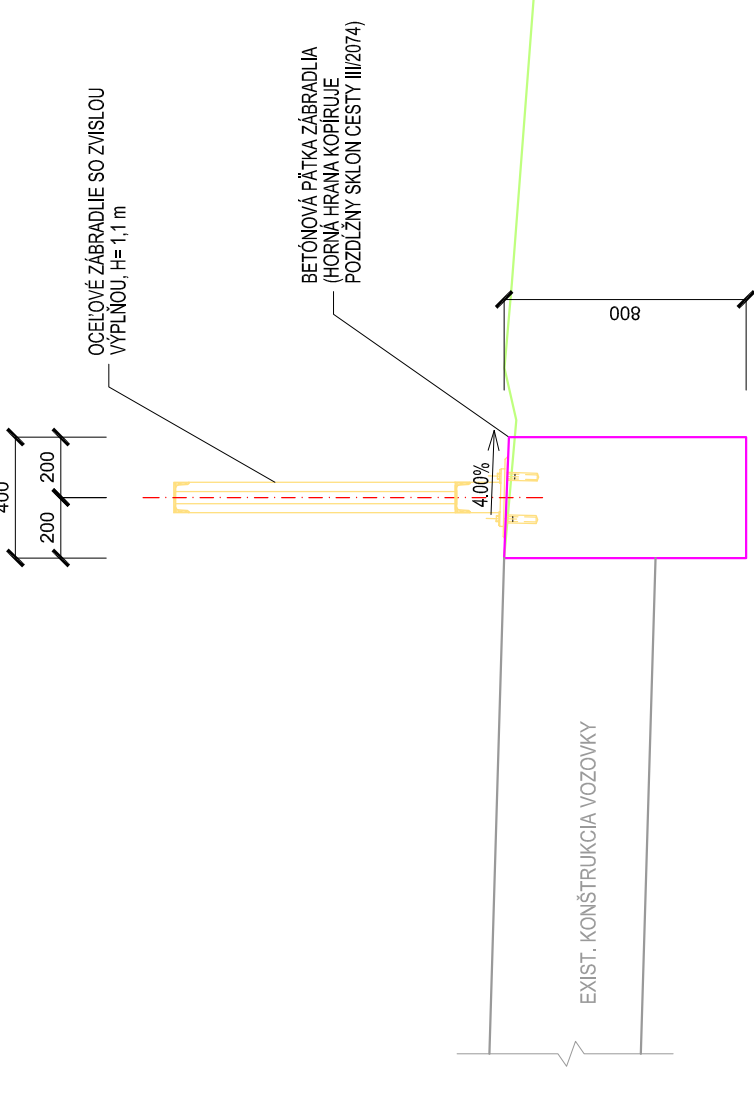 OCEĽOVÉ ZÁBRADLIE SO ZVISLOU
VÝPLŇOU, H= 1,1 m
BETÓNOVÁ PÄTKA ZÁBRADLIA
(HORNÁ HRANA KOPÍRUJE
POZDĹŽNY SKLON CESTY III/2074)
400
200
200
4.00%
800
EXIST. KONŠTRUKCIA VOZOVKY